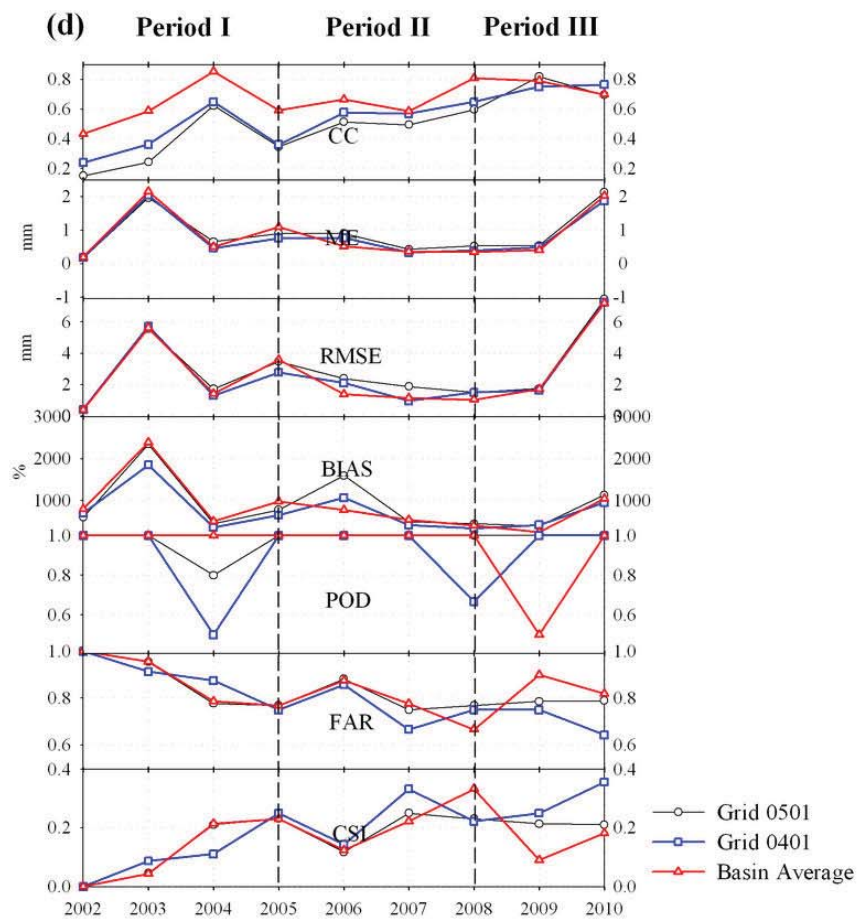 (d) Period I Period II Period III
0.8 0.8
0.6 0.6
0.4 CC 0.4
0.2 0.2
2 2
mm 1 ME 1
0 0
-1 -1
6 6
mm 4 RMSE 4
2 2
3000 0 3000
% 2000 BIAS 2000
1000 1000
1.0 1.0
0.8 0.8
0.6 POD 0.6
1.0 1.0
0.8 0.8
FAR
0.6 0.6
0.4 0.4
0.2 CSI 0.2
0.0 0.0
2002 2003 2004 2005 2006 2007 2008 2009 2010
Grid 0501
Grid 0401
Basin Average